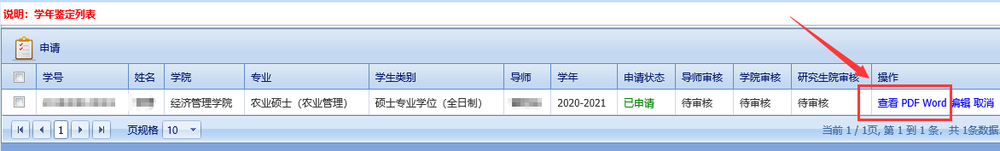 说明：学年鉴定列表
申请
学号 姓名 学院 专业 学生类别 导师 学年 申请状态 导师审核 学院审核 研究生院审核 操作
经济管理学院 农业硕士（农业管理） 硕士专业学位（全日制） 2020-2021 已申请 待审核 待审核 待审核 查看 PDF Word 编辑 取消
1 页规格 10 当前 1 / 1页, 第 1 到 1 条，共 1条数据